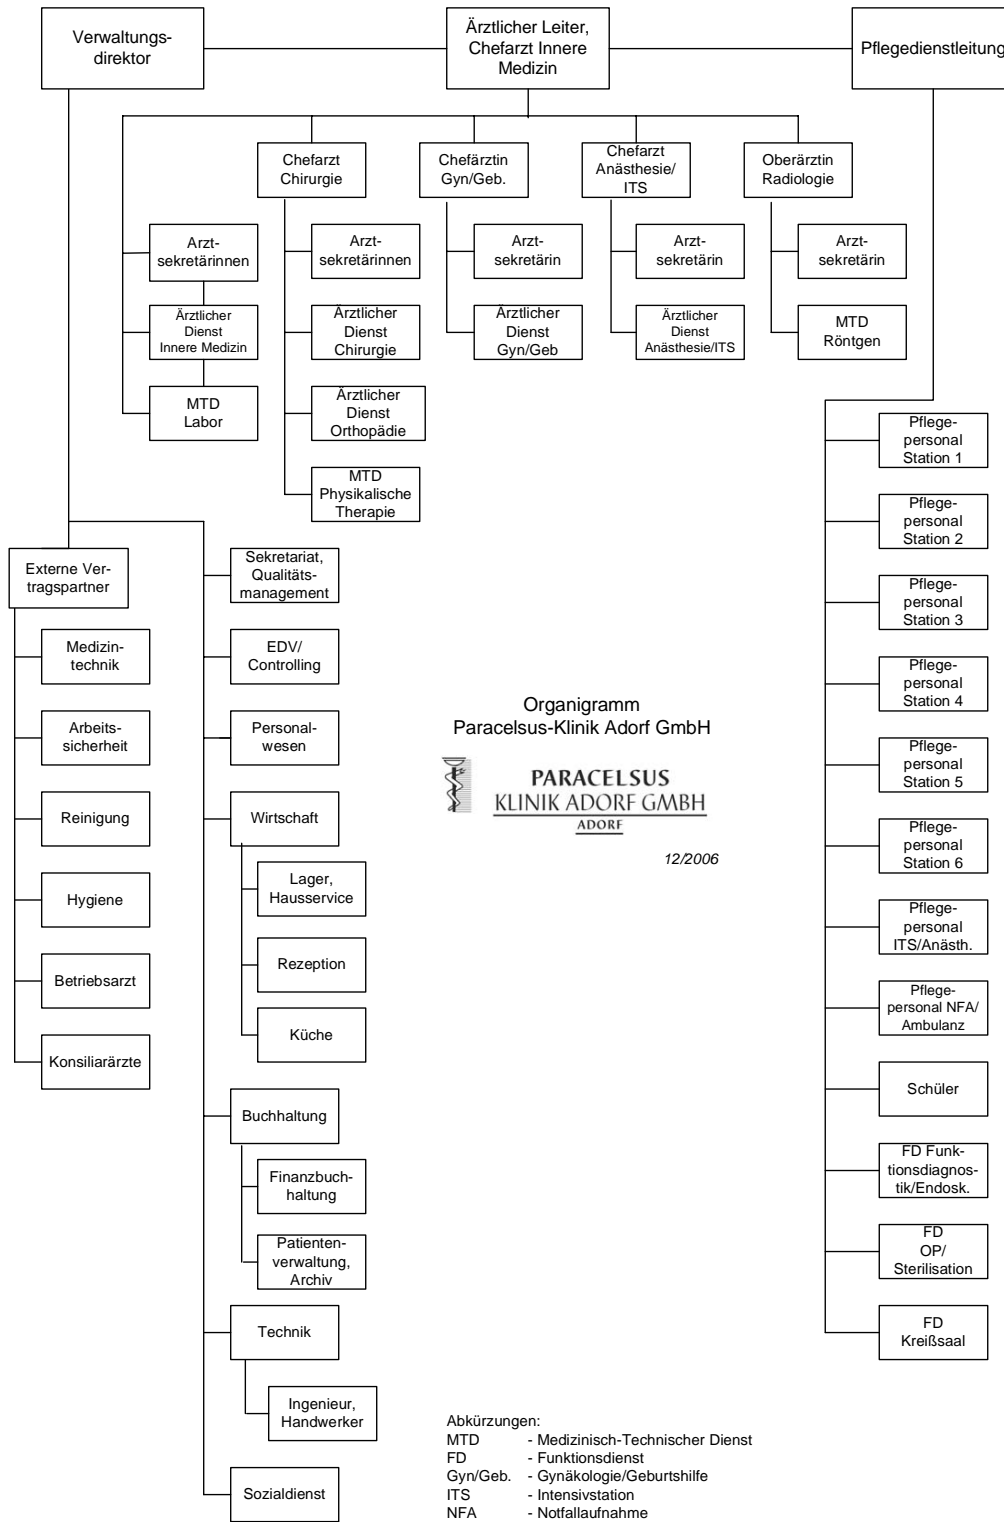 Verwaltungs-
direktor
Ärztlicher Leiter,
Chefarzt Innere
Medizin
Pflegedienstleitung
Chefarzt
Chirurgie
Chefärztin
Gyn/Geb.
Chefarzt
Anästhesie/
ITS
Oberärztin
Radiologie
Arzt-
sekretärinnen
Arzt-
sekretärinnen
Arzt-
sekretärin
Arzt-
sekretärin
Arzt-
sekretärin
Ärztlicher
Dienst
Innere Medizin
Ärztlicher
Dienst
Chirurgie
Ärztlicher
Dienst
Gyn/Geb
Ärztlicher
Dienst
Anästhesie/ITS
MTD
Röntgen
MTD
Labor
Ärztlicher
Dienst
Orthopädie
MTD
Physikalische
Therapie
Pflege-
personal
Station 1
Pflege-
personal
Station 2
Pflege-
personal
Station 3
Pflege-
personal
Station 4
Pflege-
personal
Station 5
Pflege-
personal
Station 6
Pflege-
personal
ITS/Anästh.
Pflege-
personal NFA/
Ambulanz
Schüler
FD Funk-
tionsdiagnos-
tik/Endosk.
FD
OP/
Sterilisation
FD
Kreißsaal
Externe Ver-
tragspartner
Medizin-
technik
Arbeits-
sicherheit
Reinigung
Hygiene
Betriebsarzt
Konsiliarärzte
Sekretariat,
Qualitäts-
management
EDV/
Controlling
Personal-
wesen
Wirtschaft
Lager,
Hausservice
Rezeption
Küche
Buchhaltung
Finanzbuch-
haltung
Patienten-
verwaltung,
Archiv
Technik
Ingenieur,
Handwerker
Sozialdienst
Organigramm
Paracelsus-Klinik Adorf GmbH
PARACELSUS
KLINIK ADORF GMBH
ADORF
12/2006
Abkürzungen:
MTD - Medizinisch-Technischer Dienst
FD - Funktionsdienst
Gyn/Geb. - Gynäkologie/Geburtshilfe
ITS - Intensivstation
NFA - Notfallaufnahme